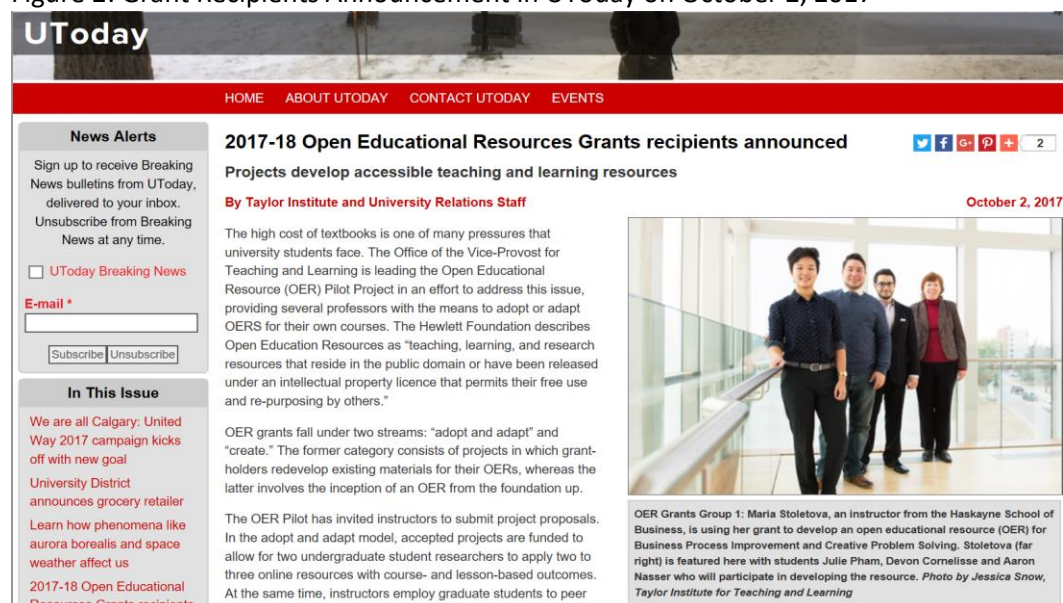 Figure 2: Grant Recipients Announcement in UToday on October 2, 2017
UToday
HOME ABOUT UTODAY CONTACT UTODAY EVENTS
News Alerts
Sign up to receive Breaking
News bulletins from UToday,
delivered to your inbox.
Unsubscribe from Breaking
News at any time.
UToday Breaking News
E-mail *
Subscribe Unsubscribe
In This Issue
We are all Calgary: United
Way 2017 campaign kicks
off with new goal
University District
announces grocery retailer
Learn how phenomena like
aurora borealis and space
weather affect us
2017-18 Open Educational
Resources Grants recipients
2017-18 Open Educational Resources Grants recipients announced
2
Projects develop accessible teaching and learning resources
By Taylor Institute and University Relations Staff
October 2, 2017
The high cost of textbooks is one of many pressures that
university students face. The Office of the Vice-Provost for
Teaching and Learning is leading the Open Educational
Resource (OER) Pilot Project in an effort to address this issue,
providing several professors with the means to adopt or adapt
OERS for their own courses. The Hewlett Foundation describes
Open Education Resources as “teaching, learning, and research
resources that reside in the public domain or have been released
under an intellectual property licence that permits their free use
and re-purposing by others.”
OER grants fall under two streams: “adopt and adapt” and
“create.” The former category consists of projects in which grant-
holders redevelop existing materials for their OERs, whereas the
latter involves the inception of an OER from the foundation up.
The OER Pilot has invited instructors to submit project proposals.
In the adopt and adapt model, accepted projects are funded to
allow for two undergraduate student researchers to apply two to
three online resources with course- and lesson-based outcomes.
At the same time, instructors employ graduate students to peer
OER Grants Group 1: Maria Stoletova, an instructor from the Haskayne School of
Business, is using her grant to develop an open educational resource (OER) for
Business Process Improvement and Creative Problem Solving. Stoletova (far
right) is featured here with students Julie Pham, Devon Cornelisse and Aaron
Nasser who will participate in developing the resource. Photo by Jessica Snow,
Taylor Institute for Teaching and Learning